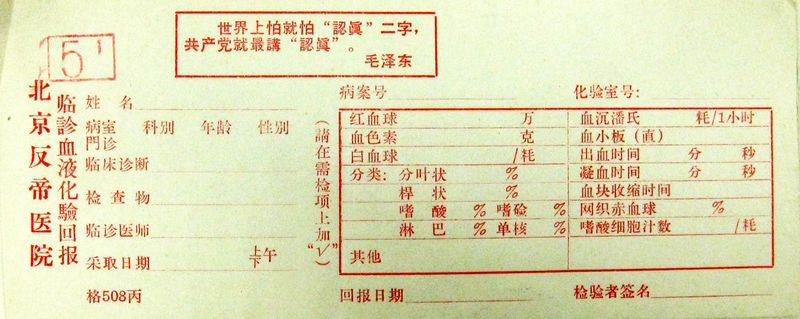 世界上怕就怕“認眞”二字，
共产党就最講“認眞”。
毛泽东
51
北京反帝医院
临診血液化驗回报
姓名
病室 科别 年龄 性别
門诊
临床诊断
检查物
临诊医师
采取日期 上下午
格508丙
（請在需检项上加“√”）
病案号 化验室号：
红血球 万
血色素 克
白血球 /耗
分类：分叶状 %
桿状 %
嗜酸 % 嗜硷 %
淋巴 % 单核 %
其他
血沉潘氏 耗/1小时
血小板（直）
出血时间 分 秒
凝血时间 分 秒
血块收缩时间
网织赤血球 %
嗜酸细胞计数 /耗
回报日期 检验者签名